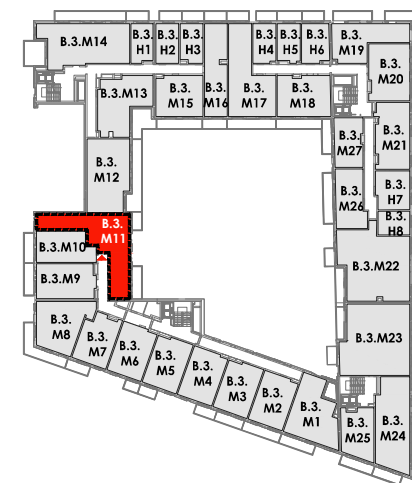 B.3.M14
B.3.
H1
B.3.
H2
B.3.
H3
B.3.
H4
B.3.
H5
B.3.
H6
B.3.
M19
B.3.
M20
B.3.M13
B.3.
M15
B.3.
M16
B.3.
M17
B.3.
M18
B.3.
M21
B.3.
M27
B.3.
M12
B.3.
H7
B.3.
M26
B.3.
H8
B.3.
M11
B.3.M10
B.3.M9
B.3.M22
B.3.
M8
B.3.
M7
B.3.
M6
B.3.
M5
B.3.
M4
B.3.
M3
B.3.
M2
B.3.
M1
B.3.M23
B.3.
M25
B.3.
M24